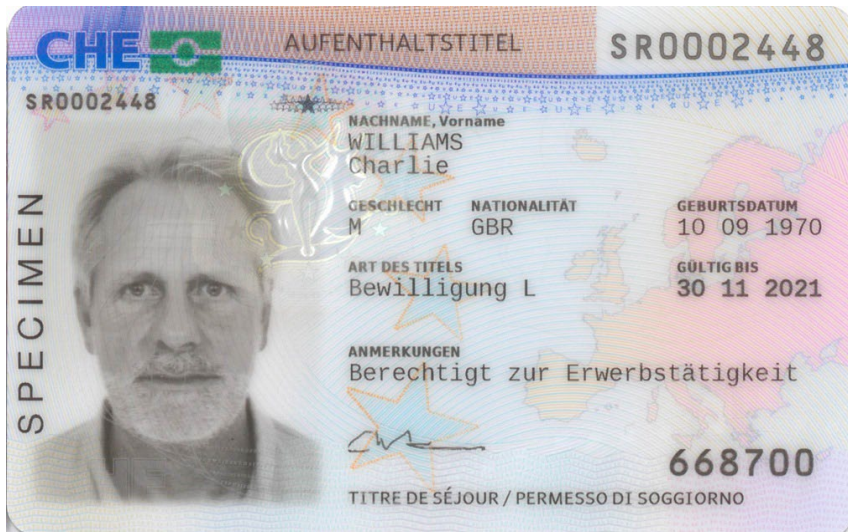 CHE
AUFENTHALTSTITEL
SR0002448
SR0002448
SPECIMEN
NACHNAME, Vorname
WILLIAMS
Charlie
GESCHLECHT NATIONALITÄT GEBURTSDATUM
M GBR 10 09 1970
ART DES TITELS GÜLTIG BIS
Bewilligung L 30 11 2021
ANMERKUNGEN
Berechtigt zur Erwerbstätigkeit
668700
TITRE DE SÉJOUR / PERMESSO DI SOGGIORNO